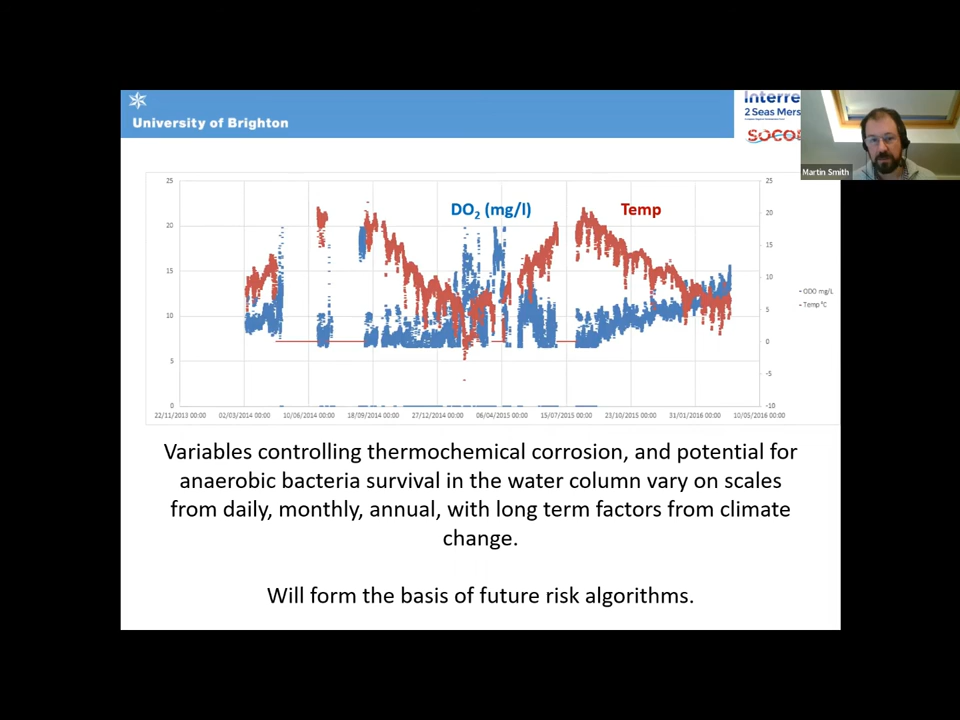 University of Brighton
Interre
2 Seas Mers
SOCO
Martin Smith
DO2 (mg/l)
Temp
25
20
15
10
5
0
25
20
15
10
5
0
-5
-10
ODO mg/L
Temp °C
22/11/2013 00:00 02/03/2014 00:00 10/06/2014 00:00 18/09/2014 00:00 27/12/2014 00:00 06/04/2015 00:00 15/07/2015 00:00 23/10/2015 00:00 31/01/2016 00:00 10/05/2016 00:00
Variables controlling thermochemical corrosion, and potential for
anaerobic bacteria survival in the water column vary on scales
from daily, monthly, annual, with long term factors from climate
change.
Will form the basis of future risk algorithms.